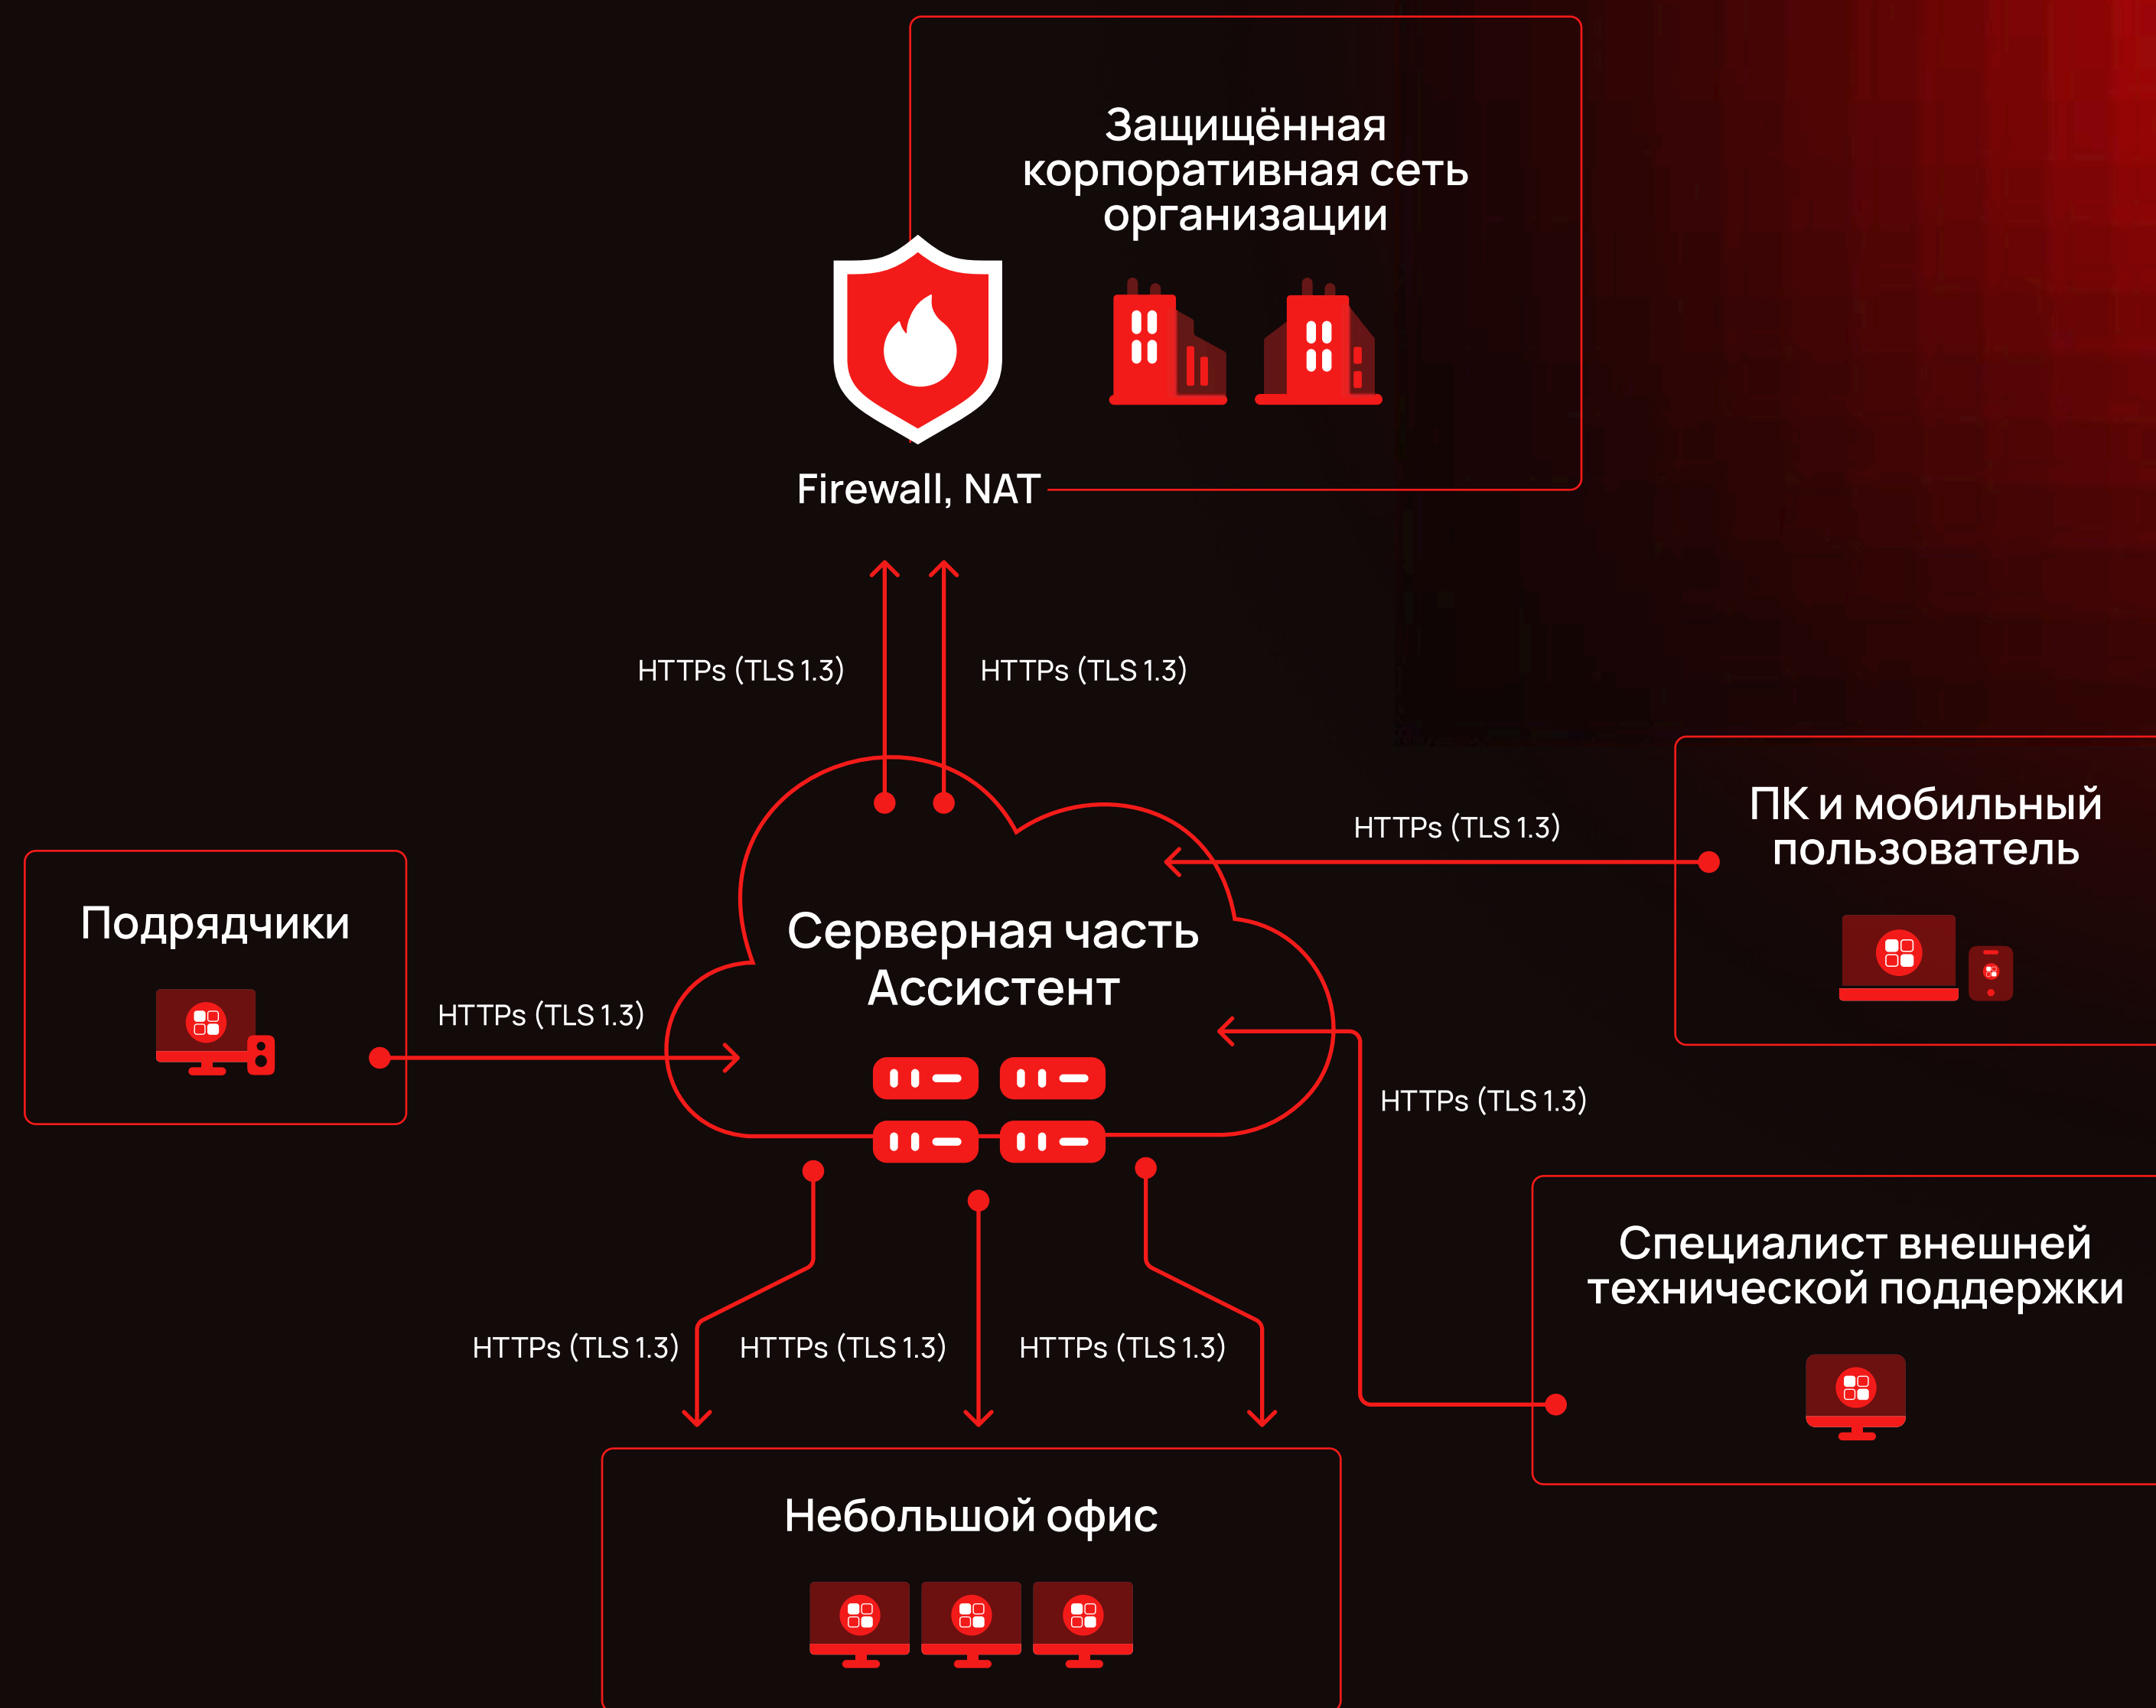 Защищённая
корпоративная сеть
организации
Firewall, NAT
HTTPs (TLS 1.3)
HTTPs (TLS 1.3)
ПК и мобильный
пользователь
HTTPs (TLS 1.3)
Подрядчики
HTTPs (TLS 1.3)
Серверная часть
Ассистент
HTTPs (TLS 1.3)
Специалист внешней
технической поддержки
HTTPs (TLS 1.3)
HTTPs (TLS 1.3)
HTTPs (TLS 1.3)
Небольшой офис